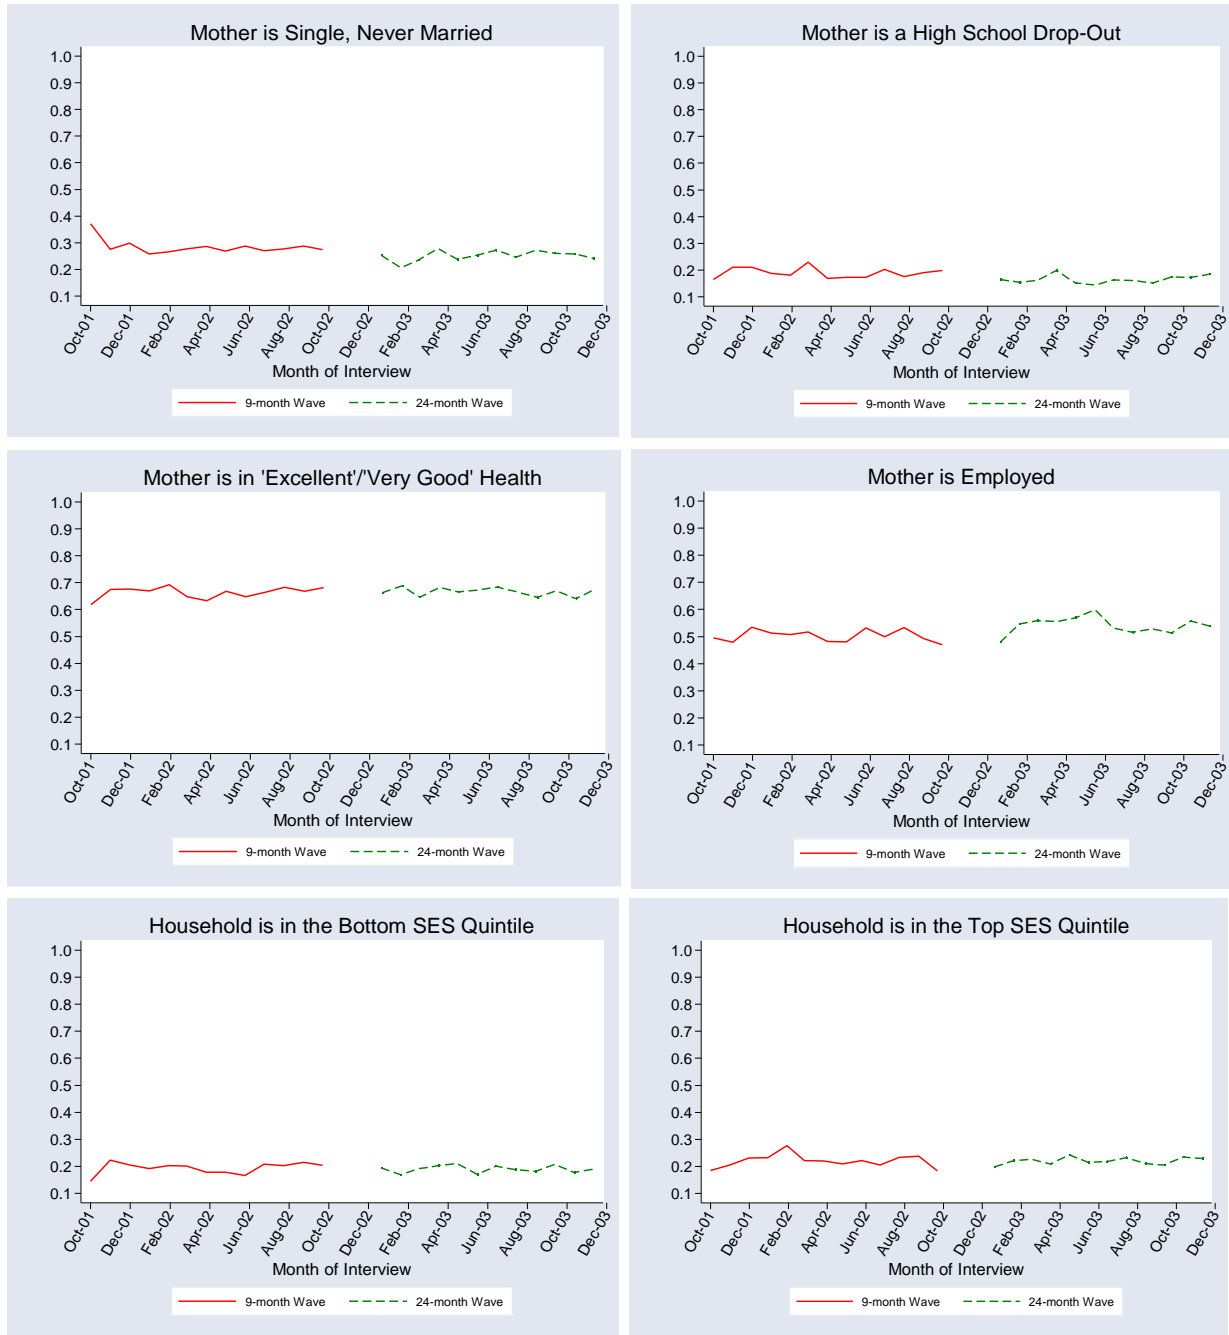 Mother is Single, Never Married
1.0
0.9
0.8
0.7
0.6
0.5
0.4
0.3
0.2
0.1
Oct-01 Dec-01 Feb-02 Apr-02 Jun-02 Aug-02 Oct-02 Dec-02 Feb-03 Apr-03 Jun-03 Aug-03 Oct-03 Dec-03
Month of Interview
9-month Wave 24-month Wave
Mother is a High School Drop-Out
1.0
0.9
0.8
0.7
0.6
0.5
0.4
0.3
0.2
0.1
Oct-01 Dec-01 Feb-02 Apr-02 Jun-02 Aug-02 Oct-02 Dec-02 Feb-03 Apr-03 Jun-03 Aug-03 Oct-03 Dec-03
Month of Interview
9-month Wave 24-month Wave
Mother is in 'Excellent'/'Very Good' Health
1.0
0.9
0.8
0.7
0.6
0.5
0.4
0.3
0.2
0.1
Oct-01 Dec-01 Feb-02 Apr-02 Jun-02 Aug-02 Oct-02 Dec-02 Feb-03 Apr-03 Jun-03 Aug-03 Oct-03 Dec-03
Month of Interview
9-month Wave 24-month Wave
Mother is Employed
1.0
0.9
0.8
0.7
0.6
0.5
0.4
0.3
0.2
0.1
Oct-01 Dec-01 Feb-02 Apr-02 Jun-02 Aug-02 Oct-02 Dec-02 Feb-03 Apr-03 Jun-03 Aug-03 Oct-03 Dec-03
Month of Interview
9-month Wave 24-month Wave
Household is in the Bottom SES Quintile
1.0
0.9
0.8
0.7
0.6
0.5
0.4
0.3
0.2
0.1
Oct-01 Dec-01 Feb-02 Apr-02 Jun-02 Aug-02 Oct-02 Dec-02 Feb-03 Apr-03 Jun-03 Aug-03 Oct-03 Dec-03
Month of Interview
9-month Wave 24-month Wave
Household is in the Top SES Quintile
1.0
0.9
0.8
0.7
0.6
0.5
0.4
0.3
0.2
0.1
Oct-01 Dec-01 Feb-02 Apr-02 Jun-02 Aug-02 Oct-02 Dec-02 Feb-03 Apr-03 Jun-03 Aug-03 Oct-03 Dec-03
Month of Interview
9-month Wave 24-month Wave